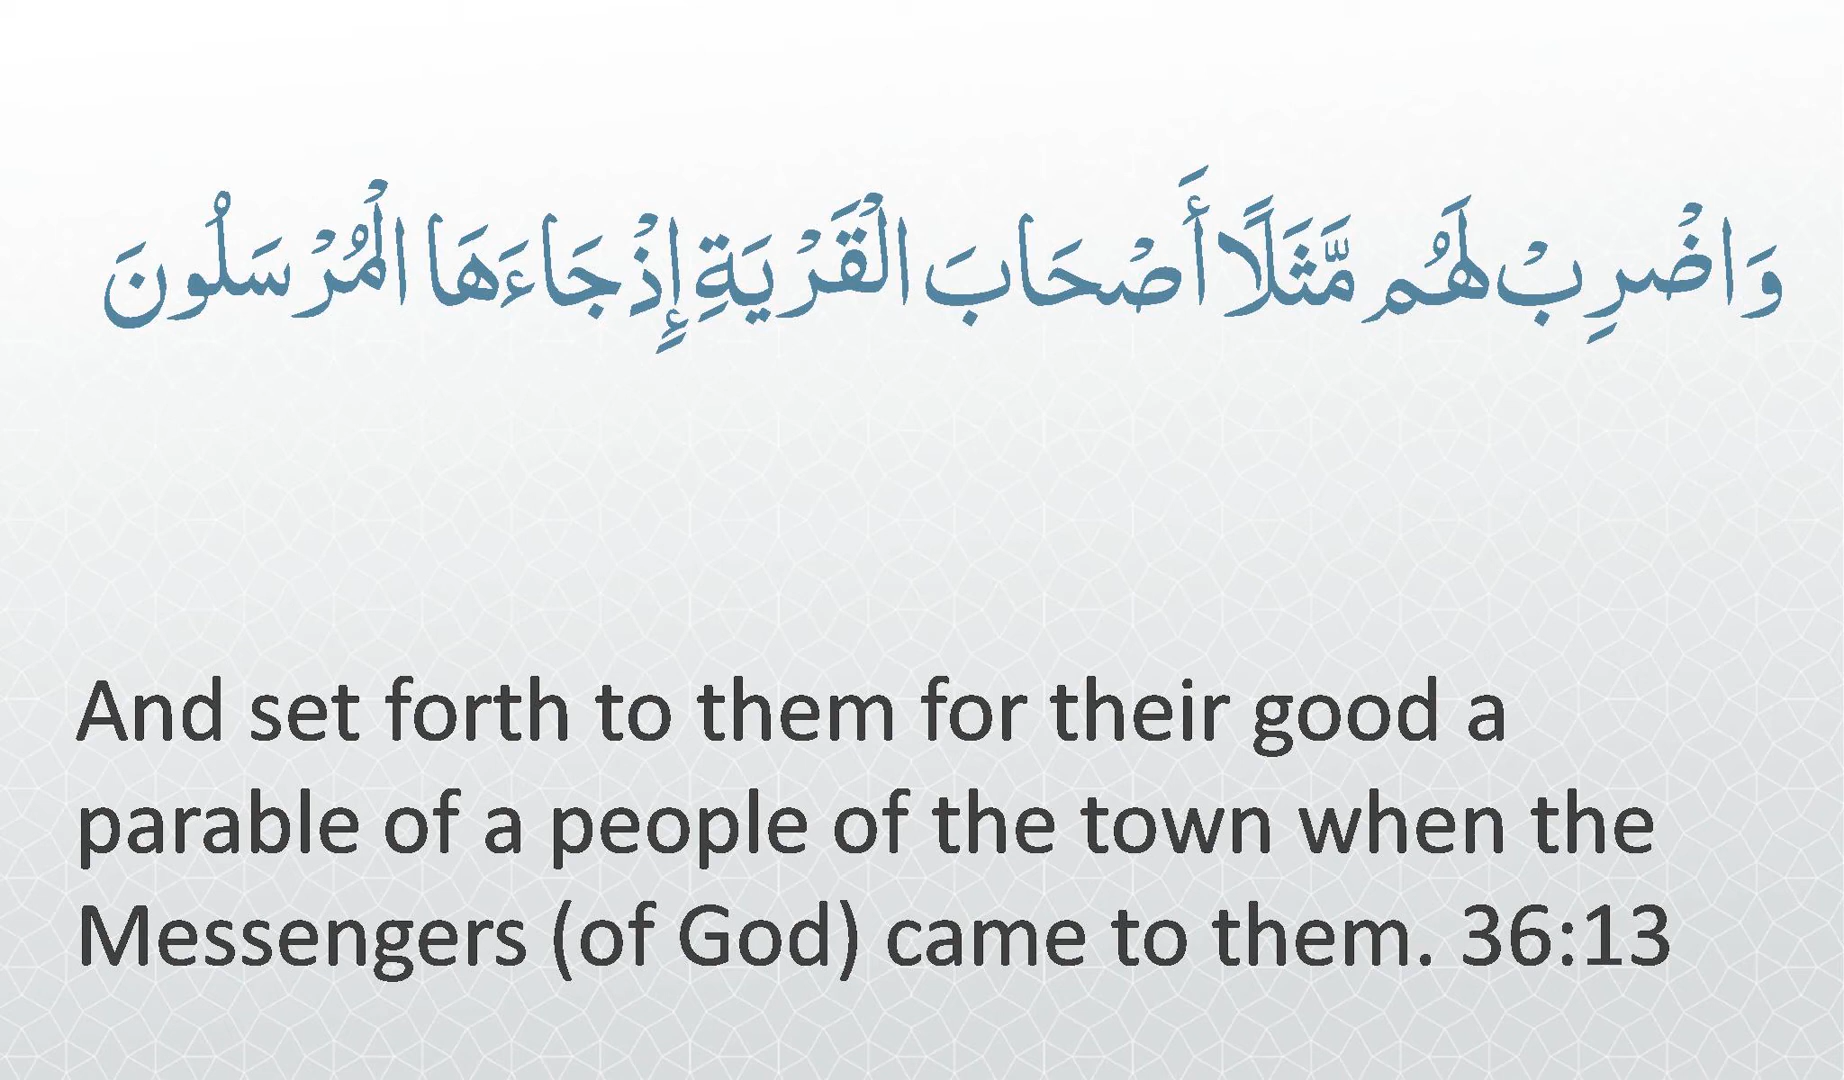 وَاضْرِبْ لَهُم مَّثَلًا أَصْحَابَ الْقَرْيَةِ إِذْ جَاءَهَا الْمُرْسَلُونَ
And set forth to them for their good a
parable of a people of the town when the
Messengers (of God) came to them. 36:13